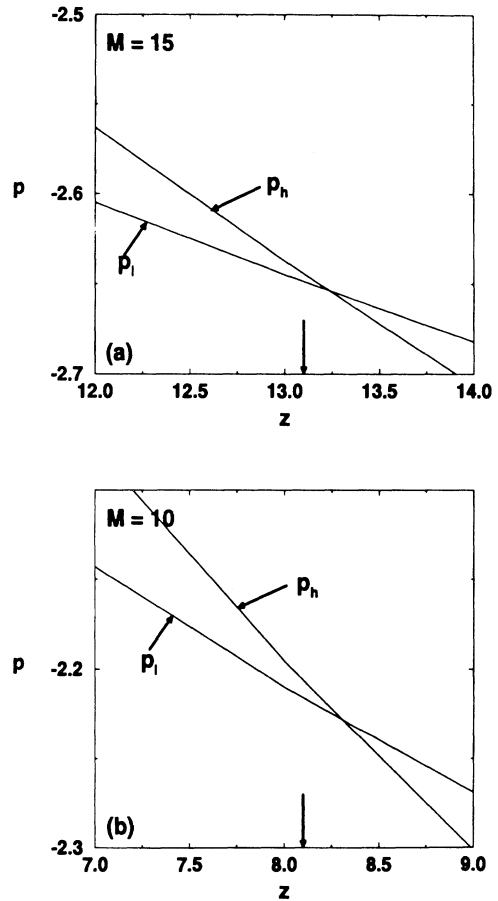 -2.5
M = 15
p_h
-2.6
p
p_l
(a)
-2.7
12.0 12.5 13.0 13.5 14.0
z
M = 10
p_h
p_l
-2.2
p
(b)
-2.3
7.0 7.5 8.0 8.5 9.0
z